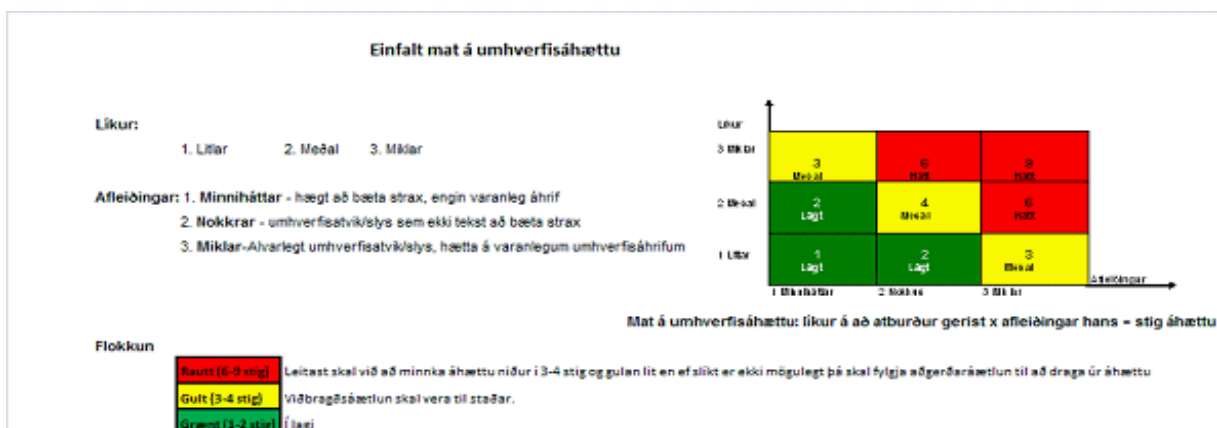 Einfalt mat á umhverfisáhættu
Líkur:
1. Litlar 2. Meðal 3. Miklar
Afleiðingar: 1. Minniháttar - hægt að bæta strax, engin varanleg áhrif
2. Nokkrar - umhverfisatvik/slys sem ekki tekst að bæta strax
3. Miklar-Alvarlegt umhverfisatvik/slys, hætta á varanlegum umhverfisáhrifum
Líkur
3 Miklar
3 6 9
Meðal Hátt Hátt
2 Meðal
2 4 6
Lágt Meðal Hátt
1 Litlar
1 2 3
Lágt Lágt Meðal
Afleiðingar
1 Minniháttar 2 Nokkrar 3 Miklar
Mat á umhverfisáhættu: líkur á að atburður gerist x afleiðingar hans = stig áhættu
Flokkun
Rautt (6-9 stig) Leitast skal við að minnka áhættu niður í 3-4 stig og gulan lit en ef slíkt er ekki mögulegt þá skal fylgja aðgerðaráætlun til að draga úr áhættu
Gult (3-4 stig) Viðbragðsáætlun skal vera til staðar.
Grænt (1-2 stig) Í lagi